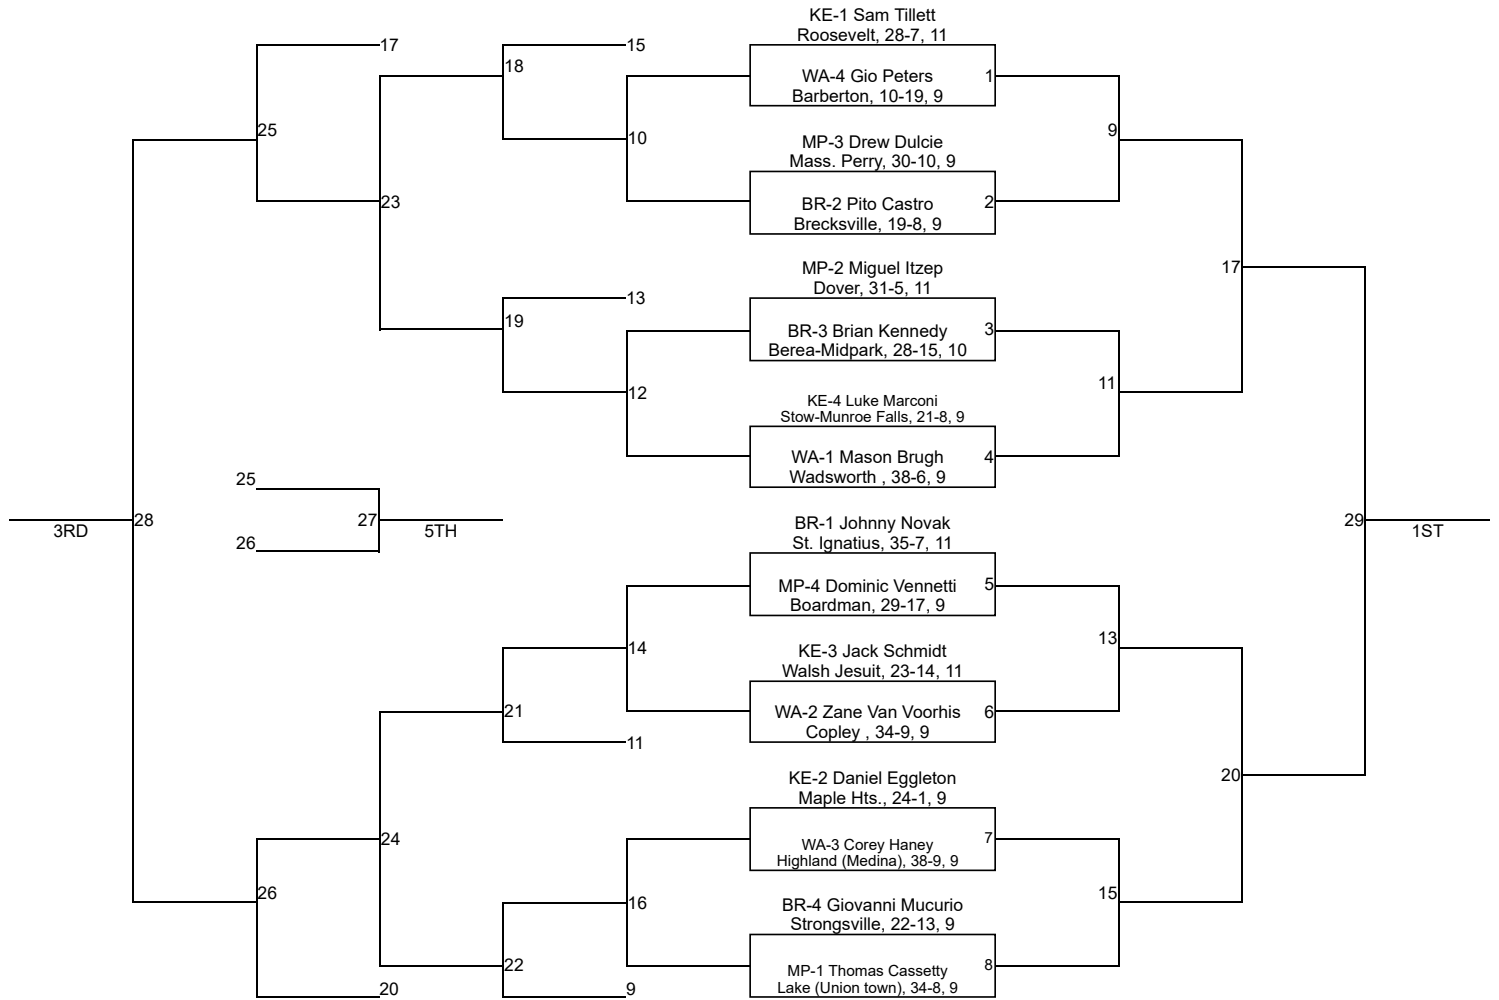 KE-1 Sam Tillett
Roosevelt, 28-7, 11
17
15
18
WA-4 Gio Peters
1
Barberton, 10-19, 9
25
10
9
MP-3 Drew Dulcie
Mass. Perry, 30-10, 9
23
BR-2 Pito Castro
2
Brecksville, 19-8, 9
MP-2 Miguel Itzep
17
Dover, 31-5, 11
13
19
BR-3 Brian Kennedy
3
Berea-Midpark, 28-15, 10
12
11
KE-4 Luke Marconi
Stow-Munroe Falls, 21-8, 9
WA-1 Mason Brugh
4
Wadsworth , 38-6, 9
25
28
3RD
27
5TH
26
29
1ST
BR-1 Johnny Novak
St. Ignatius, 35-7, 11
MP-4 Dominic Vennetti
5
Boardman, 29-17, 9
14
13
KE-3 Jack Schmidt
Walsh Jesuit, 23-14, 11
21
WA-2 Zane Van Voorhis
6
Copley , 34-9, 9
11
KE-2 Daniel Eggleton
20
Maple Hts., 24-1, 9
24
WA-3 Corey Haney
7
Highland (Medina), 38-9, 9
26
16
15
BR-4 Giovanni Mucurio
Strongsville, 22-13, 9
22
MP-1 Thomas Cassetty
8
Lake (Union town), 34-8, 9
20
9